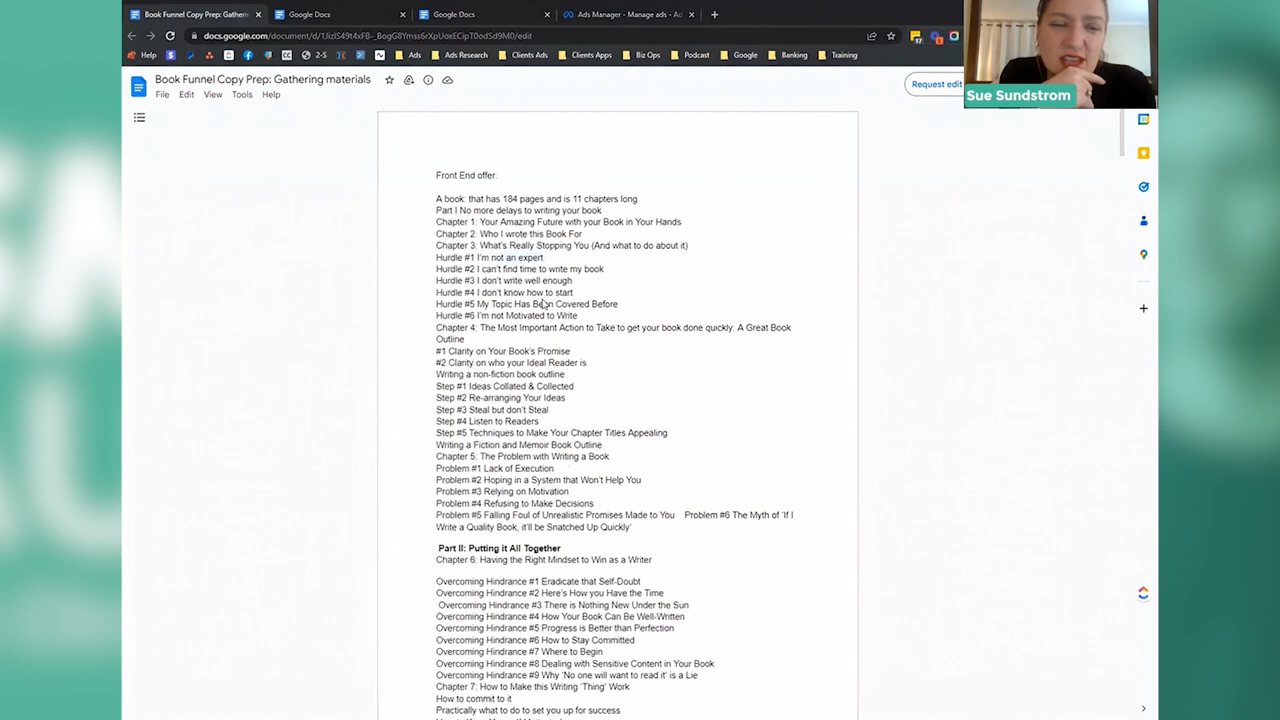 Book Funnel Copy Prep: Gatherin
Google Docs
Google Docs
Ads Manager - Manage ads - Ad
Help
2-S
Ads
Ads Research
Clients Ads
Clients Apps
Biz Ops
Podcast
Google
Banking
Training
Book Funnel Copy Prep: Gathering materials
File Edit View Tools Help
Request edit
Sue Sundstrom
Front End offer:
A book: that has 184 pages and is 11 chapters long
Part I No more delays to writing your book
Chapter 1: Your Amazing Future with your Book in Your Hands
Chapter 2: Who I wrote this Book For
Chapter 3: What's Really Stopping You (And what to do about it)
Hurdle #1 I'm not an expert
Hurdle #2 I can't find time to write my book
Hurdle #3 I don't write well enough
Hurdle #4 I don't know how to start
Hurdle #5 My Topic Has Been Covered Before
Hurdle #6 I'm not Motivated to Write
Chapter 4: The Most Important Action to Take to get your book done quickly: A Great Book
Outline
#1 Clarity on Your Book's Promise
#2 Clarity on who your Ideal Reader is
Writing a non-fiction book outline
Step #1 Ideas Collated & Collected
Step #2 Re-arranging Your Ideas
Step #3 Steal but don't Steal
Step #4 Listen to Readers
Step #5 Techniques to Make Your Chapter Titles Appealing
Writing a Fiction and Memoir Book Outline
Chapter 5: The Problem with Writing a Book
Problem #1 Lack of Execution
Problem #2 Hoping in a System that Won't Help You
Problem #3 Relying on Motivation
Problem #4 Refusing to Make Decisions
Problem #5 Falling Foul of Unrealistic Promises Made to You Problem #6 The Myth of 'If I
Write a Quality Book, it'll be Snatched Up Quickly'
Part II: Putting it All Together
Chapter 6: Having the Right Mindset to Win as a Writer
Overcoming Hindrance #1 Eradicate that Self-Doubt
Overcoming Hindrance #2 Here's How you Have the Time
Overcoming Hindrance #3 There is Nothing New Under the Sun
Overcoming Hindrance #4 How Your Book Can Be Well-Written
Overcoming Hindrance #5 Progress is Better than Perfection
Overcoming Hindrance #6 How to Stay Committed
Overcoming Hindrance #7 Where to Begin
Overcoming Hindrance #8 Dealing with Sensitive Content in Your Book
Overcoming Hindrance #9 Why 'No one will want to read it' is a Lie
Chapter 7: How to Make this Writing 'Thing' Work
How to commit to it
Practically what to do to set you up for success